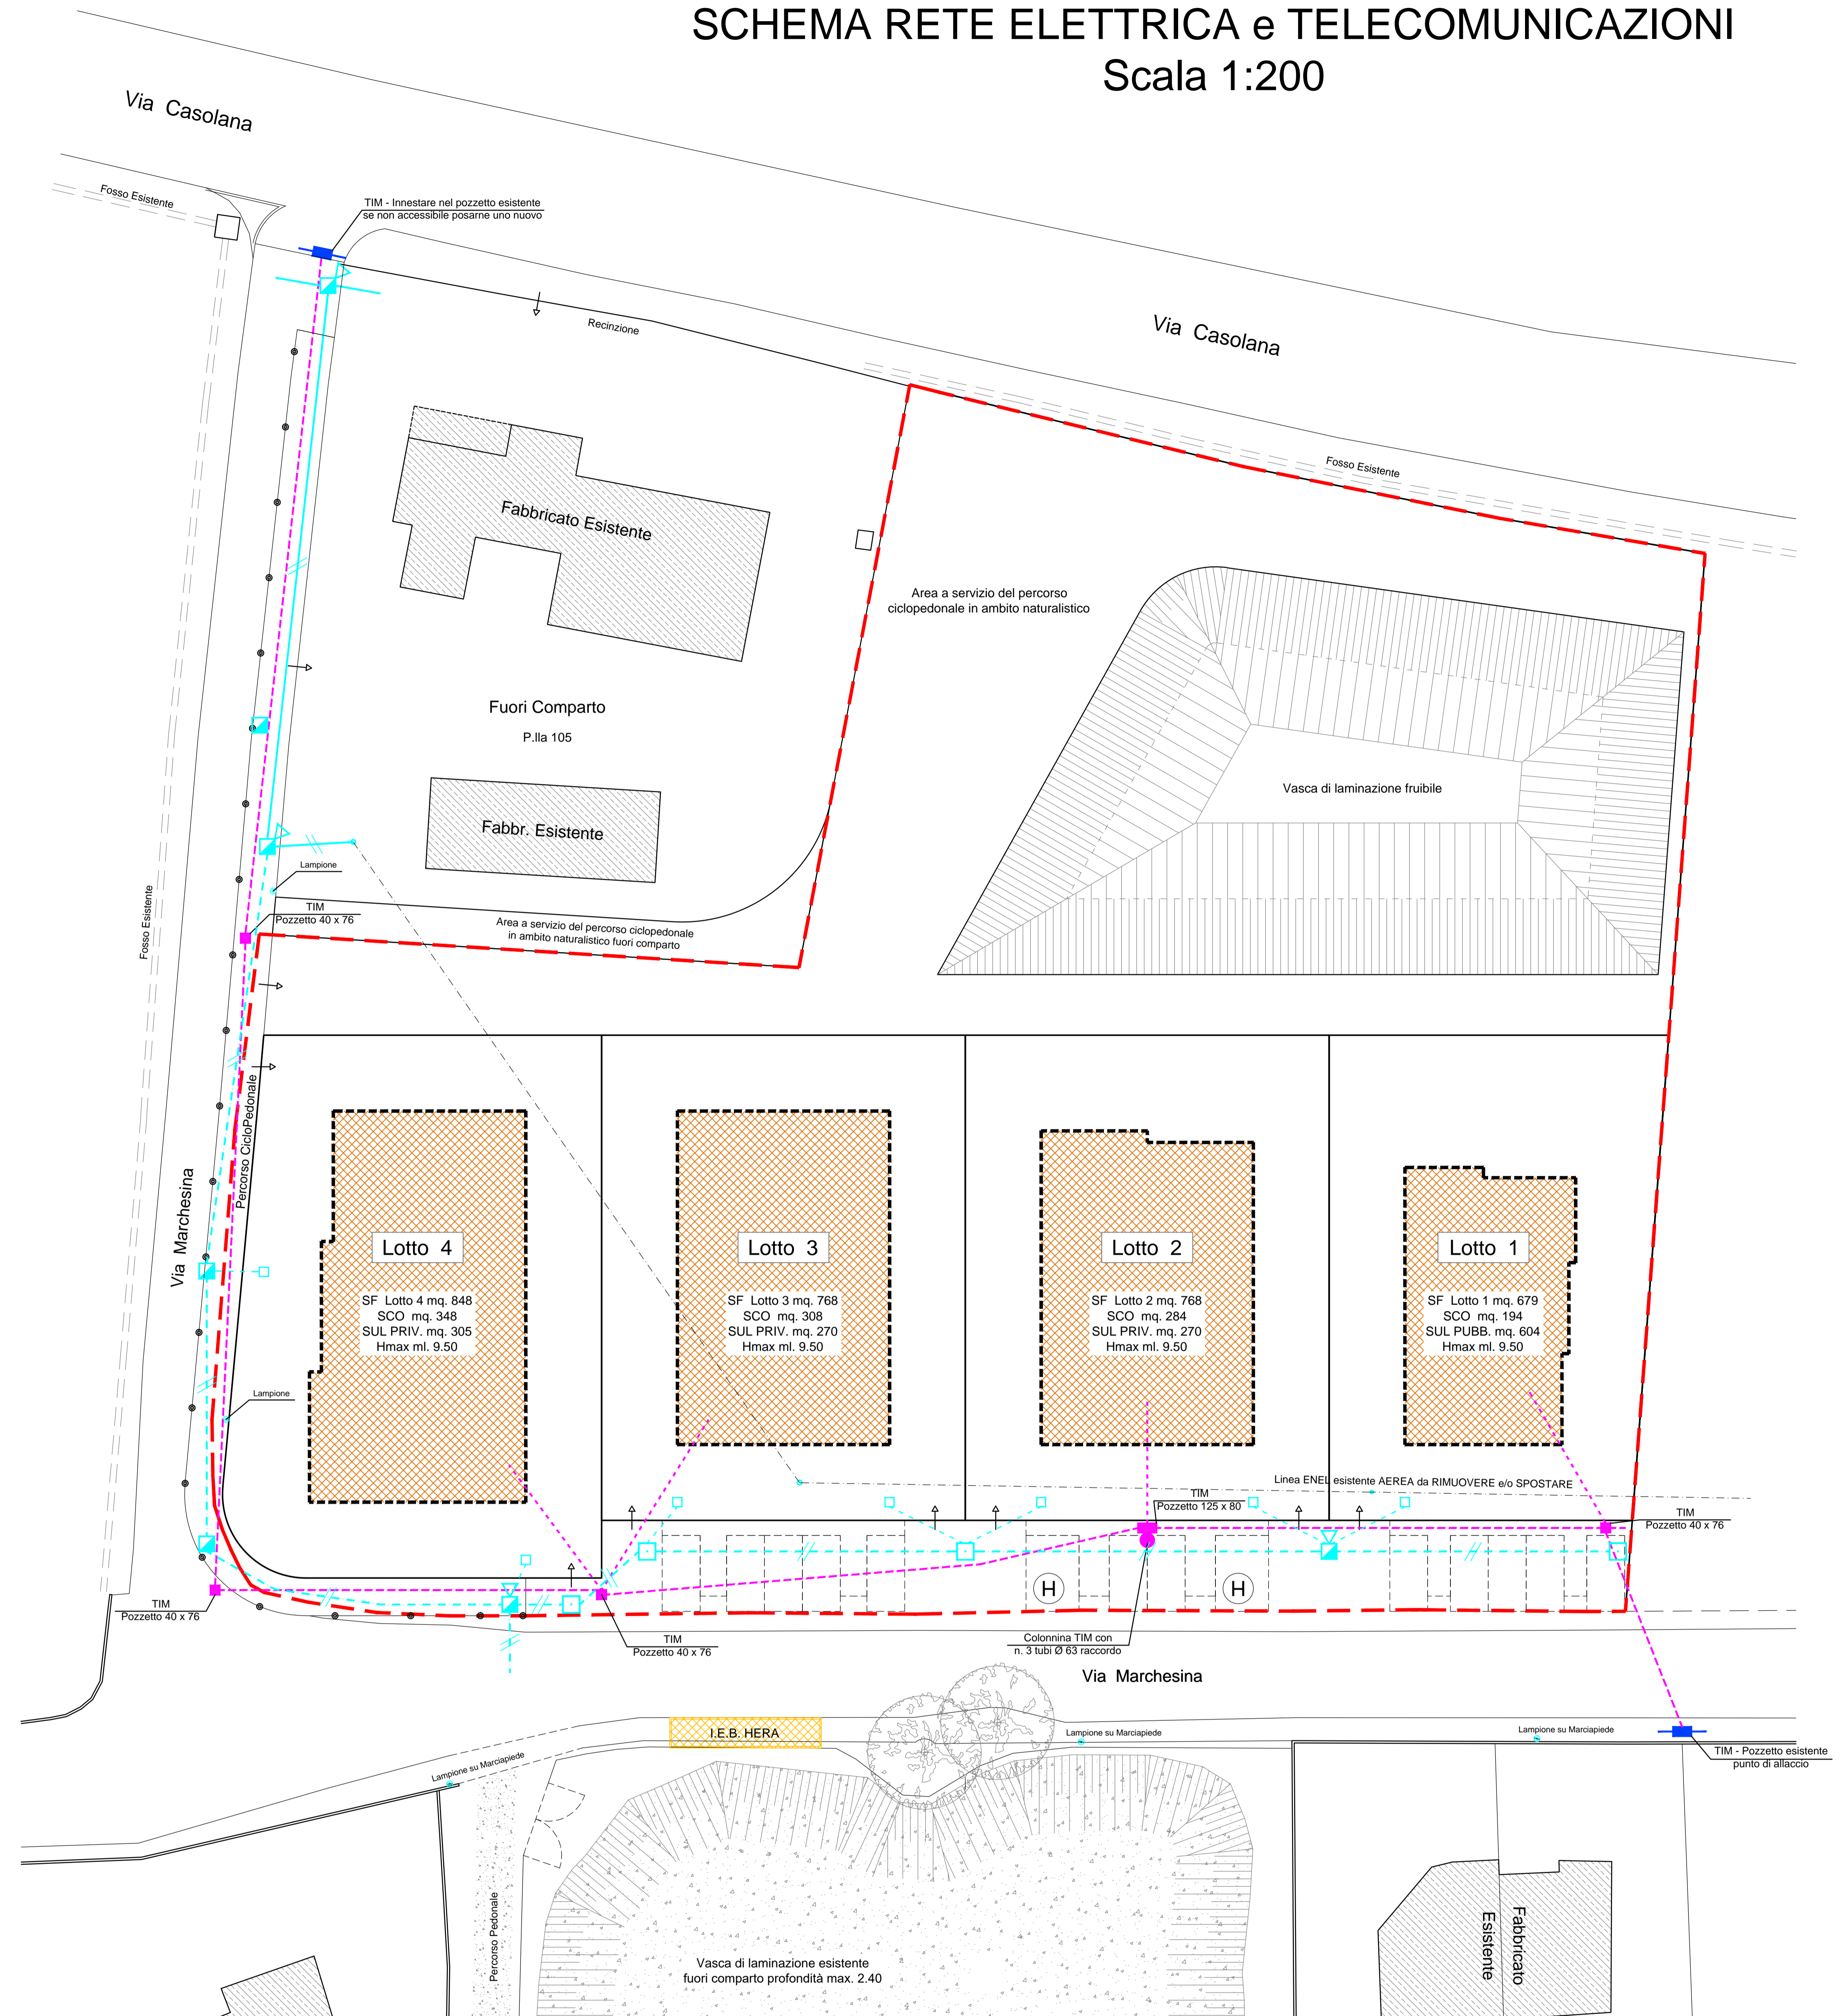 SCHEMA RETE ELETTRICA e TELECOMUNICAZIONI
Scala 1:200
Via Casolana
Fosso Esistente
TIM - Innestare nel pozzetto esistente
se non accessibile posarne uno nuovo
Recinzione
Via Casolana
Fosso Esistente
Fabbricato Esistente
Area a servizio del percorso
ciclopedonale in ambito naturalistico
Fuori Comparto
P.lla 105
Vasca di laminazione fruibile
Fabbr. Esistente
Lampione
TIM
Pozzetto 40 x 76
Area a servizio del percorso ciclopedonale
in ambito naturalistico fuori comparto
Fosso Esistente
Percorso CicloPedonale
Via Marchesina
Lotto 4
SF Lotto 4 mq. 848
SCO mq. 348
SUL PRIV. mq. 305
Hmax ml. 9.50
Lotto 3
SF Lotto 3 mq. 768
SCO mq. 308
SUL PRIV. mq. 270
Hmax ml. 9.50
Lotto 2
SF Lotto 2 mq. 768
SCO mq. 284
SUL PRIV. mq. 270
Hmax ml. 9.50
Lotto 1
SF Lotto 1 mq. 679
SCO mq. 194
SUL PUBB. mq. 604
Hmax ml. 9.50
Lampione
Linea ENEL esistente AEREA da RIMUOVERE e/o SPOSTARE
TIM
Pozzetto 125 x 80
TIM
Pozzetto 40 x 76
H
H
TIM
Pozzetto 40 x 76
TIM
Pozzetto 40 x 76
Colonnina TIM con
n. 3 tubi Ø 63 raccordo
Via Marchesina
I.E.B. HERA
Lampione su Marciapiede
Lampione su Marciapiede
Lampione su Marciapiede
TIM - Pozzetto esistente
punto di allaccio
Percorso Pedonale
Vasca di laminazione esistente
fuori comparto profondità max. 2.40
Fabbricato
Esistente